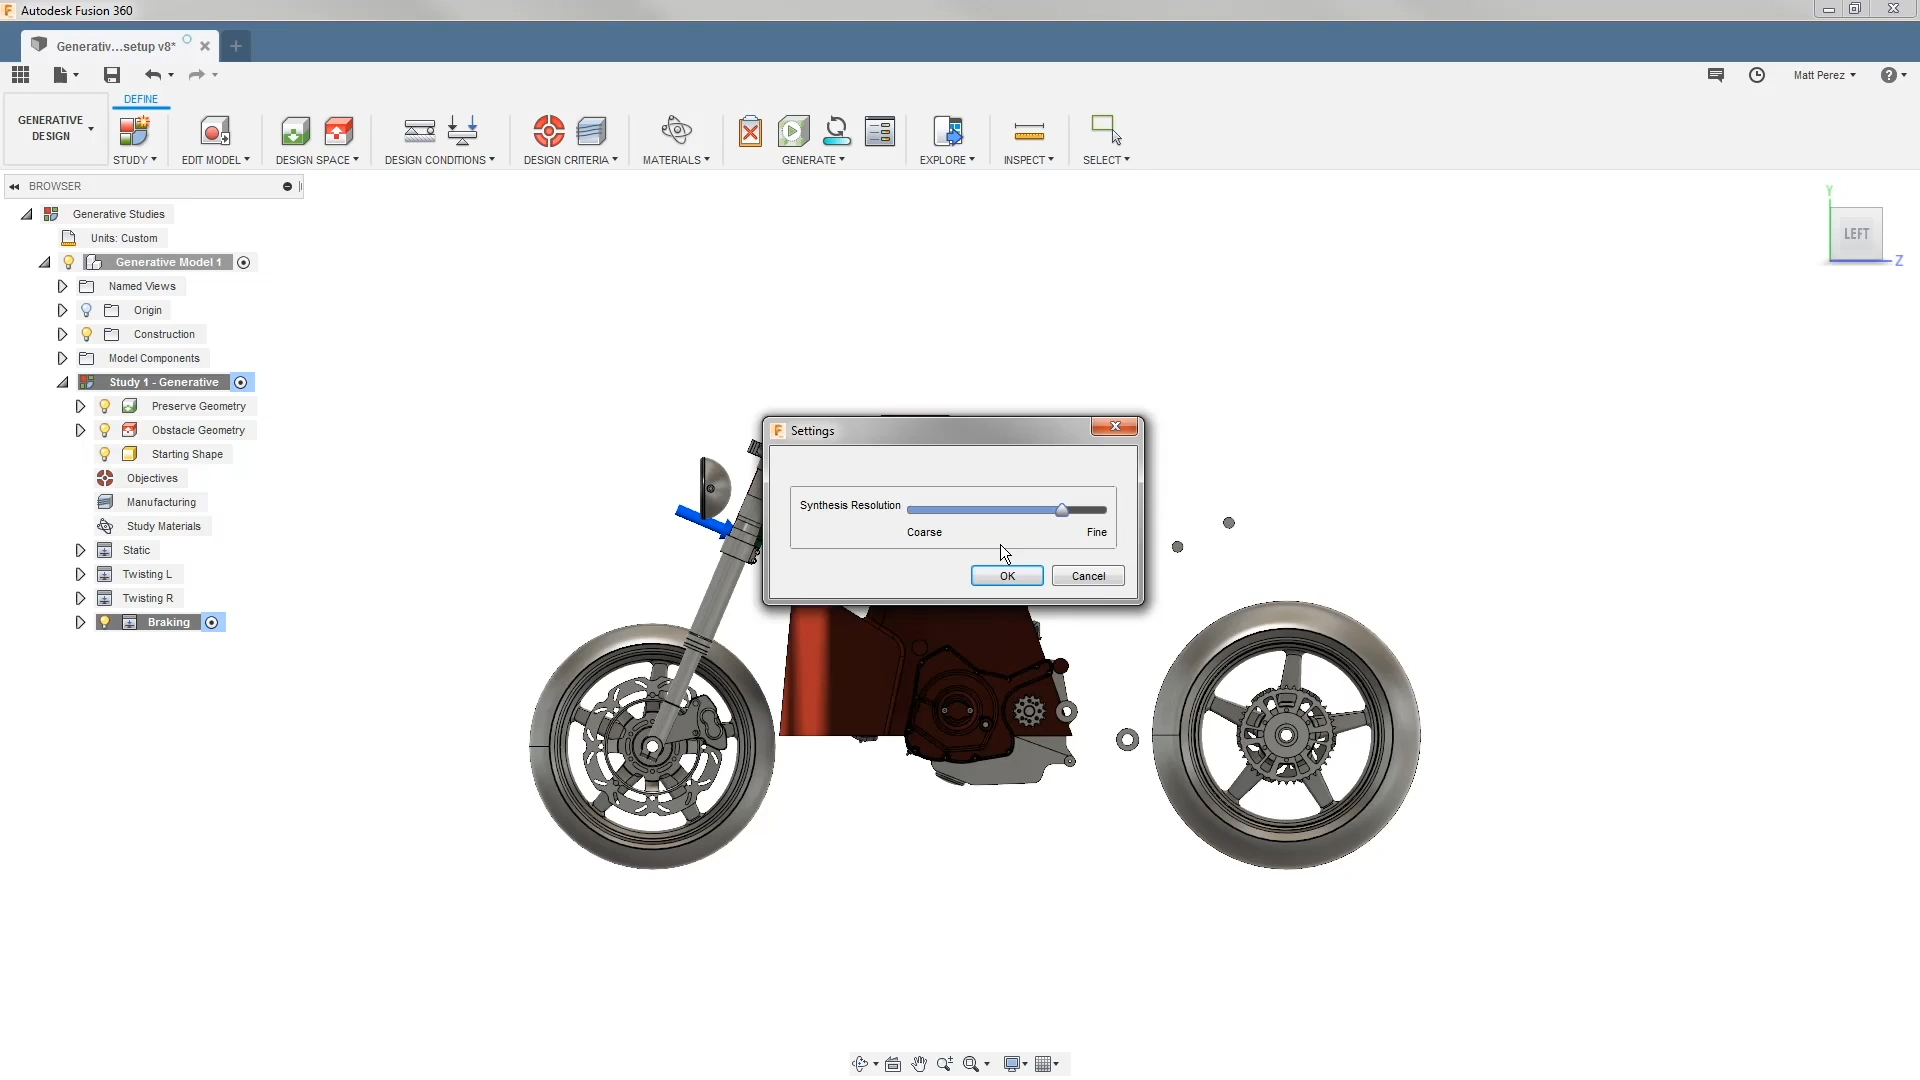 Autodesk Fusion 360
Generativ...setup v8*
Matt Perez
DEFINE
GENERATIVE
DESIGN
STUDY
EDIT MODEL
DESIGN SPACE
DESIGN CONDITIONS
DESIGN CRITERIA
MATERIALS
GENERATE
EXPLORE
INSPECT
SELECT
BROWSER
Generative Studies
Units: Custom
Generative Model 1
Named Views
Origin
Construction
Model Components
Study 1 - Generative
Preserve Geometry
Obstacle Geometry
Starting Shape
Objectives
Manufacturing
Study Materials
Static
Twisting L
Twisting R
Braking
Y
LEFT
Z
Settings
Synthesis Resolution
Coarse
Fine
OK
Cancel